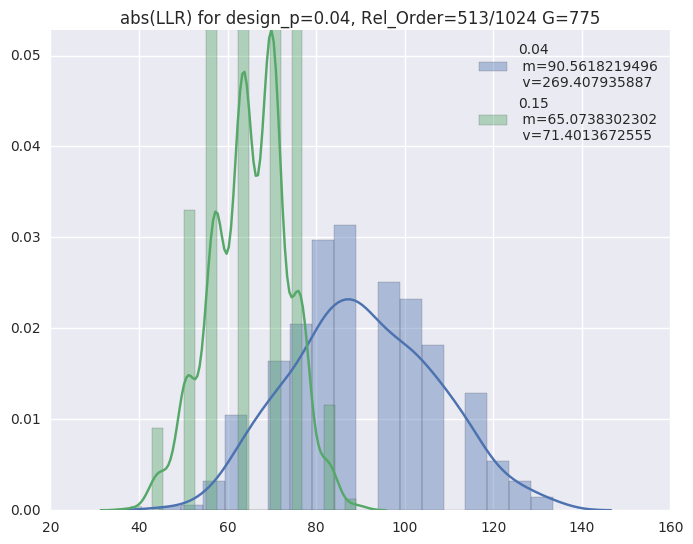 abs(LLR) for design_p=0.04, Rel_Order=513/1024 G=775
0.04
m=90.5618219496
v=269.407935887
0.15
m=65.0738302302
v=71.4013672555
0.05
0.04
0.03
0.02
0.01
0.00
20 40 60 80 100 120 140 160